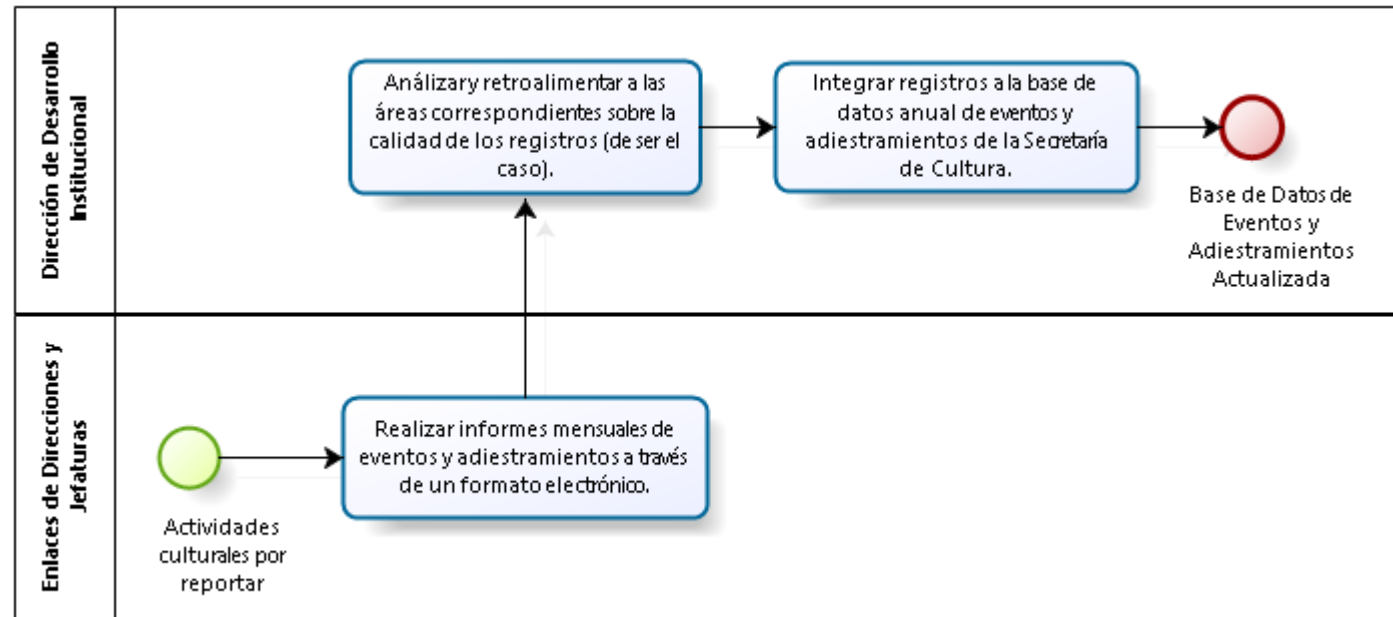 Dirección de Desarrollo
Institucional
Análizar y retroalimentar a las
áreas correspondientes sobre la
calidad de los registros (de ser el
caso).
Integrar registros a la base de
datos anual de eventos y
adiestramientos de la Secretaría
de Cultura.
Base de Datos de
Eventos y
Adiestramientos
Actualizada
Enlaces de Direcciones y
Jefaturas
Actividades
culturales por
reportar
Realizar informes mensuales de
eventos y adiestramientos a través
de un formato electrónico.